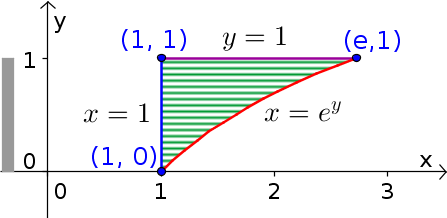 y
(1, 1) y = 1 (e,1)
1
x = 1 x = e^y
(1, 0)
0 x
0 1 2 3